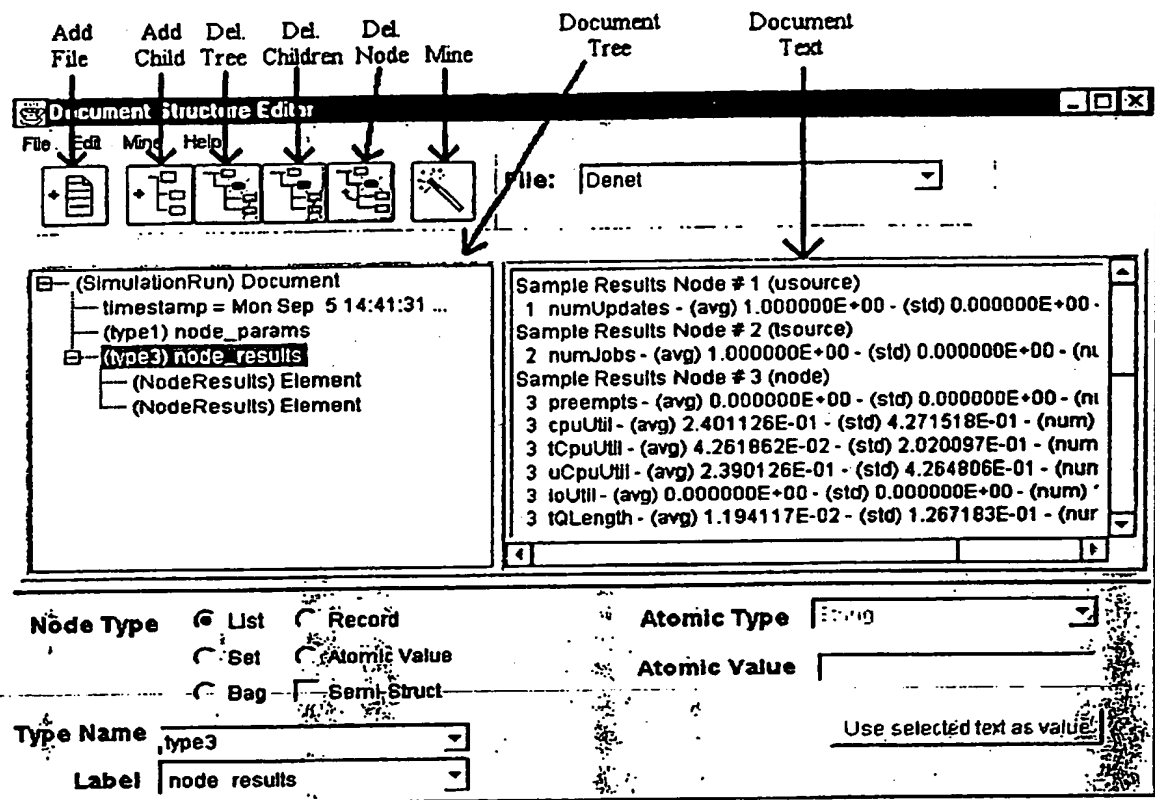 Add File
Add Child
Del. Tree
Del. Children
Del. Node
Mine
Document Tree
Document Text
Document Structure Editor
File Edit Mine Help
File: Denet
(SimulationRun) Document
timestamp = Mon Sep 5 14:41:31 ...
(type1) node_params
(type3) node_results
(NodeResults) Element
(NodeResults) Element
Sample Results Node # 1 (usource)
1 numUpdates - (avg) 1.000000E+00 - (std) 0.000000E+00 -
Sample Results Node # 2 (tsource)
2 numJobs - (avg) 1.000000E+00 - (std) 0.000000E+00 - (nu
Sample Results Node # 3 (node)
3 preempts - (avg) 0.000000E+00 - (std) 0.000000E+00 - (nu
3 cpuUtil - (avg) 2.401126E-01 - (std) 4.271518E-01 - (num)
3 tCpuUtil - (avg) 4.261862E-02 - (std) 2.020097E-01 - (num
3 uCpuUtil - (avg) 2.390126E-01 - (std) 4.264806E-01 - (num
3 ioUtil - (avg) 0.000000E+00 - (std) 0.000000E+00 - (num)
3 tQLength - (avg) 1.194117E-02 - (std) 1.267183E-01 - (nur
Node Type List Record
Set Atomic Value
Bag Semi-Struct
Atomic Type String
Atomic Value
Use selected text as value
Type Name type3
Label node_results